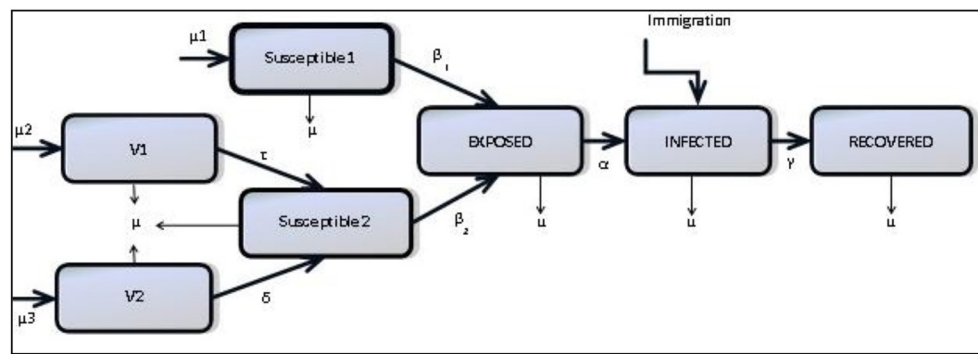 Immigration
μ1
Susceptible1
β1
μ
μ2
V1
τ
EXPOSED
α
INFECTED
γ
RECOVERED
μ
Susceptible2
β2
μ
μ
μ
V2
δ
μ3